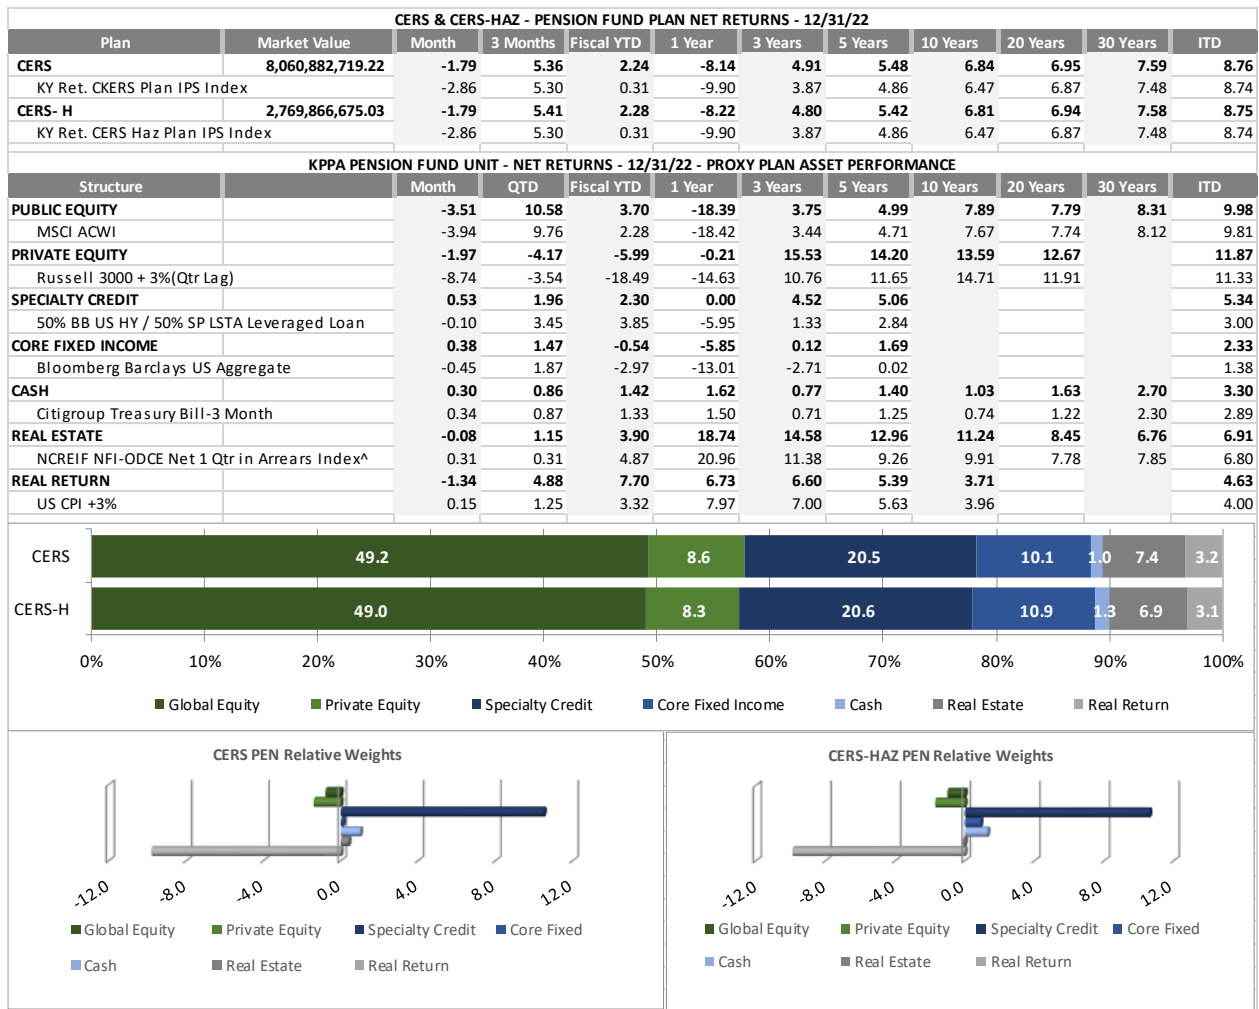 CERS & CERS-HAZ - PENSION FUND PLAN NET RETURNS - 12/31/22
Plan Market Value Month 3 Months Fiscal YTD 1 Year 3 Years 5 Years 10 Years 20 Years 30 Years ITD
CERS 8,060,882,719.22 -1.79 5.36 2.24 -8.14 4.91 5.48 6.84 6.95 7.59 8.76
KY Ret. CKERS Plan IPS Index -2.86 5.30 0.31 -9.90 3.87 4.86 6.47 6.87 7.48 8.74
CERS- H 2,769,866,675.03 -1.79 5.41 2.28 -8.22 4.80 5.42 6.81 6.94 7.58 8.75
KY Ret. CERS Haz Plan IPS Index -2.86 5.30 0.31 -9.90 3.87 4.86 6.47 6.87 7.48 8.74
KPPA PENSION FUND UNIT - NET RETURNS - 12/31/22 - PROXY PLAN ASSET PERFORMANCE
Structure Month QTD Fiscal YTD 1 Year 3 Years 5 Years 10 Years 20 Years 30 Years ITD
PUBLIC EQUITY -3.51 10.58 3.70 -18.39 3.75 4.99 7.89 7.79 8.31 9.98
MSCI ACWI -3.94 9.76 2.28 -18.42 3.44 4.71 7.67 7.74 8.12 9.81
PRIVATE EQUITY -1.97 -4.17 -5.99 -0.21 15.53 14.20 13.59 12.67 11.87
Russell 3000 + 3%(Qtr Lag) -8.74 -3.54 -18.49 -14.63 10.76 11.65 14.71 11.91 11.33
SPECIALTY CREDIT 0.53 1.96 2.30 0.00 4.52 5.06 5.34
50% BB US HY / 50% SP LSTA Leveraged Loan -0.10 3.45 3.85 -5.95 1.33 2.84 3.00
CORE FIXED INCOME 0.38 1.47 -0.54 -5.85 0.12 1.69 2.33
Bloomberg Barclays US Aggregate -0.45 1.87 -2.97 -13.01 -2.71 0.02 1.38
CASH 0.30 0.86 1.42 1.62 0.77 1.40 1.03 1.63 2.70 3.30
Citigroup Treasury Bill-3 Month 0.34 0.87 1.33 1.50 0.71 1.25 0.74 1.22 2.30 2.89
REAL ESTATE -0.08 1.15 3.90 18.74 14.58 12.96 11.24 8.45 6.76 6.91
NCREIF NFI-ODCE Net 1 Qtr in Arrears Index^ 0.31 0.31 4.87 20.96 11.38 9.26 9.91 7.78 7.85 6.80
REAL RETURN -1.34 4.88 7.70 6.73 6.60 5.39 3.71 4.63
US CPI +3% 0.15 1.25 3.32 7.97 7.00 5.63 3.96 4.00
CERS 49.2 8.6 20.5 10.1 1.0 7.4 3.2
CERS-H 49.0 8.3 20.6 10.9 1.3 6.9 3.1
0% 10% 20% 30% 40% 50% 60% 70% 80% 90% 100%
Global Equity Private Equity Specialty Credit Core Fixed Income Cash Real Estate Real Return
CERS PEN Relative Weights
-12.0 -8.0 -4.0 0.0 4.0 8.0 12.0
Global Equity Private Equity Specialty Credit Core Fixed
Cash Real Estate Real Return
CERS-HAZ PEN Relative Weights
-12.0 -8.0 -4.0 0.0 4.0 8.0 12.0
Global Equity Private Equity Specialty Credit Core Fixed
Cash Real Estate Real Return